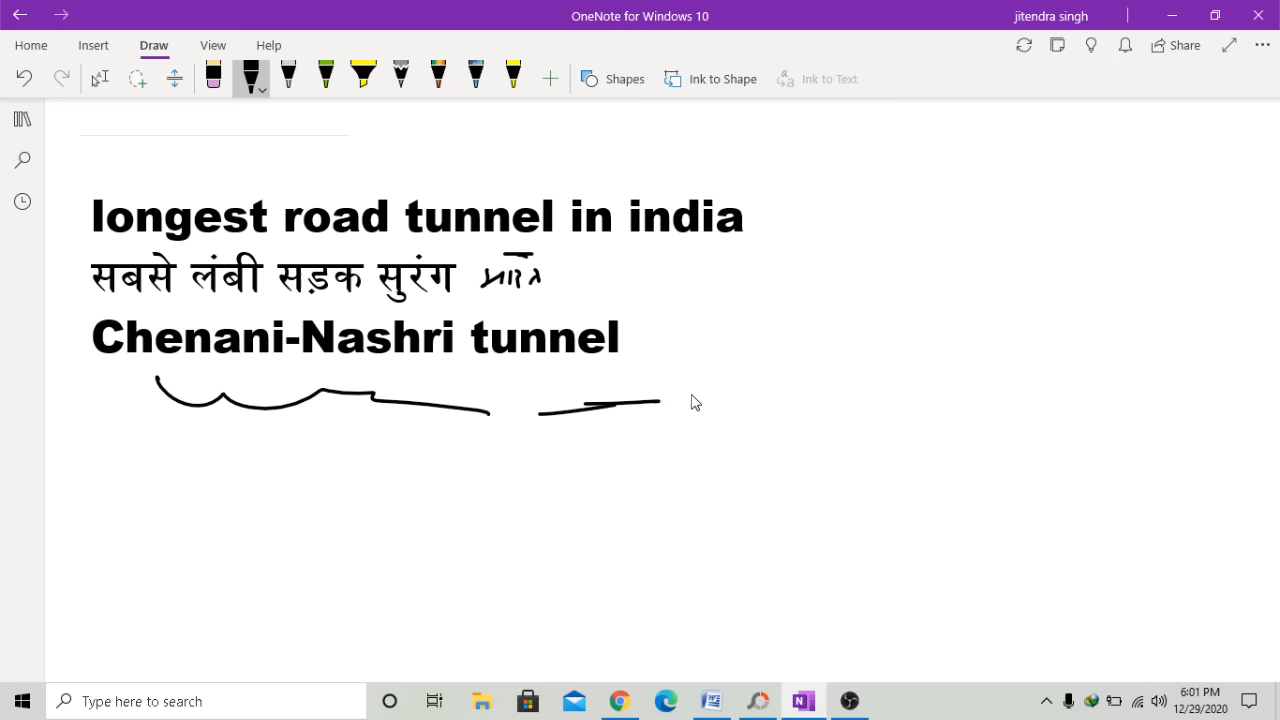 OneNote for Windows 10
jitendra singh
Home Insert Draw View Help
Share
Shapes Ink to Shape Ink to Text
longest road tunnel in india
सबसे लंबी सड़क सुरंग
Chenani-Nashri tunnel
Type here to search
6:01 PM
12/29/2020